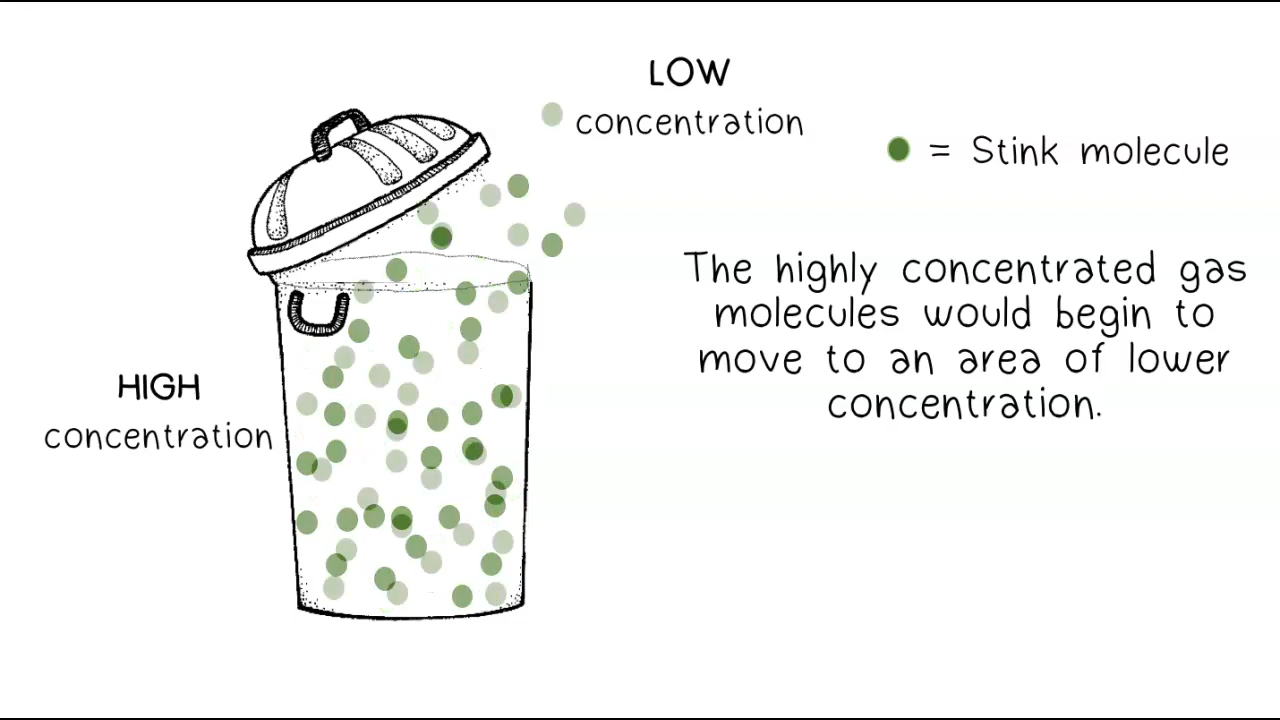 LOW
concentration
= Stink molecule
The highly concentrated gas
molecules would begin to
move to an area of lower
concentration.
HIGH
concentration